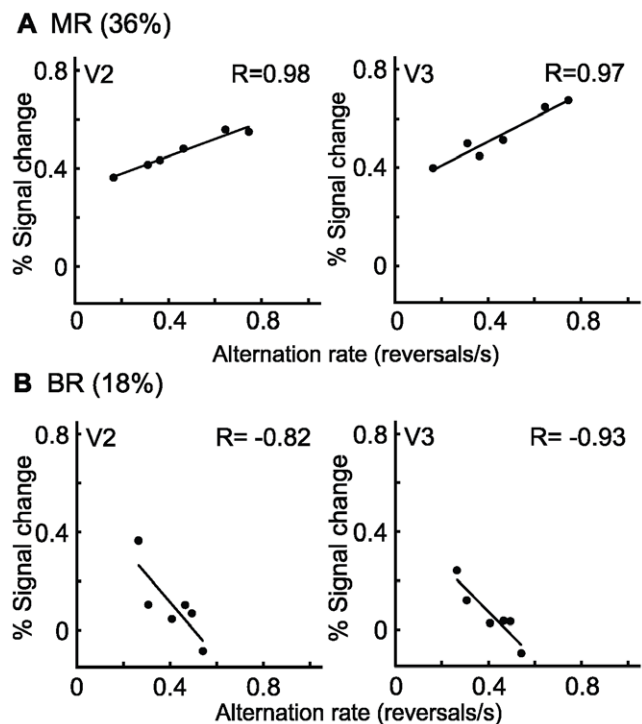 A MR (36%)
0.8 V2 R=0.98
0.4
0
% Signal change
0 0.4 0.8
0.8 V3 R=0.97
0.4
0
% Signal change
0 0.4 0.8
Alternation rate (reversals/s)
B BR (18%)
0.8 V2 R= -0.82
0.4
0
% Signal change
0 0.4 0.8
0.8 V3 R= -0.93
0.4
0
% Signal change
0 0.4 0.8
Alternation rate (reversals/s)